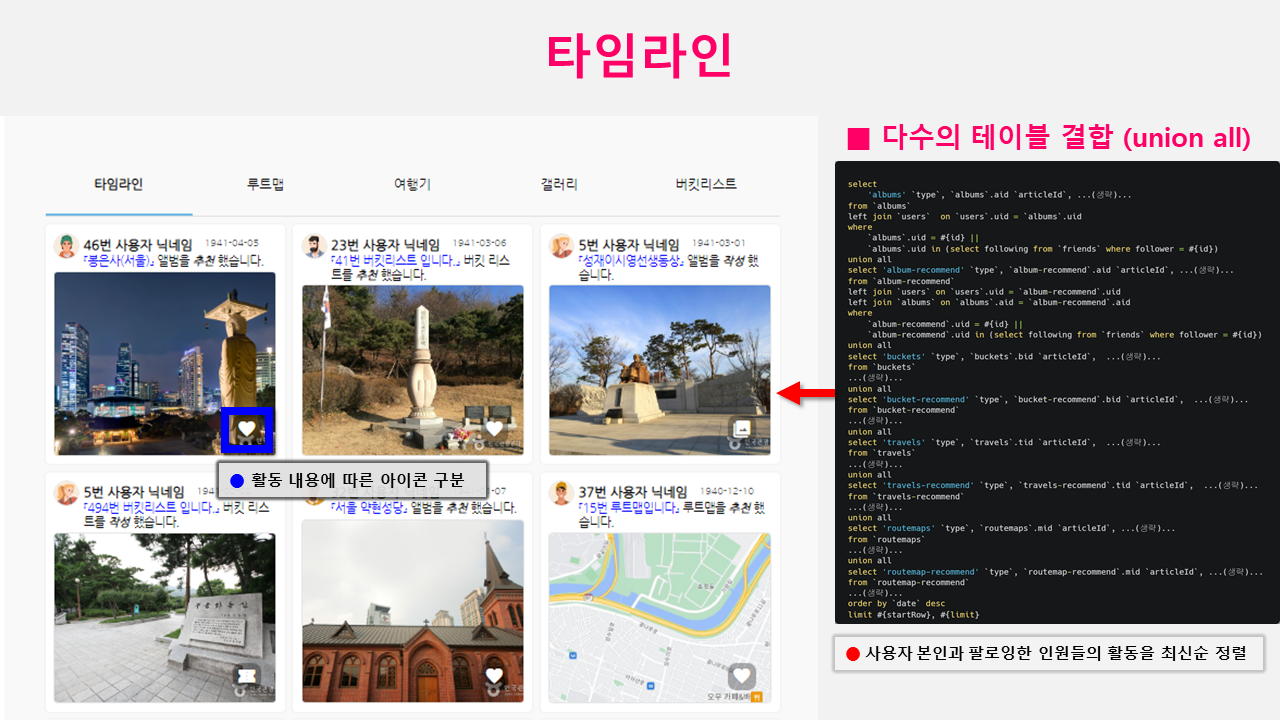 타임라인
타임라인 루트맵 여행기 갤러리 버킷리스트
46번 사용자 닉네임 1941-04-05
『봉은사(서울)』 앨범을 추천 했습니다.
23번 사용자 닉네임 1941-03-06
『41번 버킷리스트 입니다.』 버킷 리스
트를 추천 했습니다.
5번 사용자 닉네임 1941-03-01
『성재이시영선생동상』 앨범을 작성 했
습니다.
● 활동 내용에 따른 아이콘 구분
5번 사용자 닉네임
『494번 버킷리스트 입니다.』 버킷 리스
트를 작성 했습니다.
사용자 닉네임
『서울 약현성당』 앨범을 추천 했습니다.
37번 사용자 닉네임 1940-12-10
『15번 루트맵입니다』 루트맵을 추천 했
습니다.
■ 다수의 테이블 결합 (union all)
select
'albums' `type`, `albums`.aid `articleId`, ...(생략)...
from `albums`
left join `users` on `users`.uid = `albums`.uid
where
`albums`.uid = #{id} ||
`albums`.uid in (select following from `friends` where follower = #{id})
union all
select 'album-recommend' `type`, `album-recommend`.aid `articleId`, ...(생략)...
from `album-recommend`
left join `users` on `users`.uid = `album-recommend`.uid
left join `albums` on `albums`.aid = `album-recommend`.aid
where
`album-recommend`.uid = #{id} ||
`album-recommend`.uid in (select following from `friends` where follower = #{id})
union all
select 'buckets' `type`, `buckets`.bid `articleId`, ...(생략)...
from `buckets`
...(생략)...
union all
select 'bucket-recommend' `type`, `bucket-recommend`.bid `articleId`, ...(생략)...
from `bucket-recommend`
...(생략)...
union all
select 'travels' `type`, `travels`.tid `articleId`, ...(생략)...
from `travels`
...(생략)...
union all
select 'travels-recommend' `type`, `travels-recommend`.tid `articleId`, ...(생략)...
from `travels-recommend`
...(생략)...
union all
select 'routemaps' `type`, `routemaps`.mid `articleId`, ...(생략)...
from `routemaps`
...(생략)...
union all
select 'routemap-recommend' `type`, `routemap-recommend`.mid `articleId`, ...(생략)...
from `routemap-recommend`
...(생략)...
order by `date` desc
limit #{startRow}, #{limit}
● 사용자 본인과 팔로잉한 인원들의 활동을 최신순 정렬